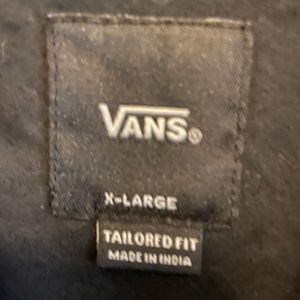 VANS®
X-LARGE
TAILORED FIT
MADE IN INDIA